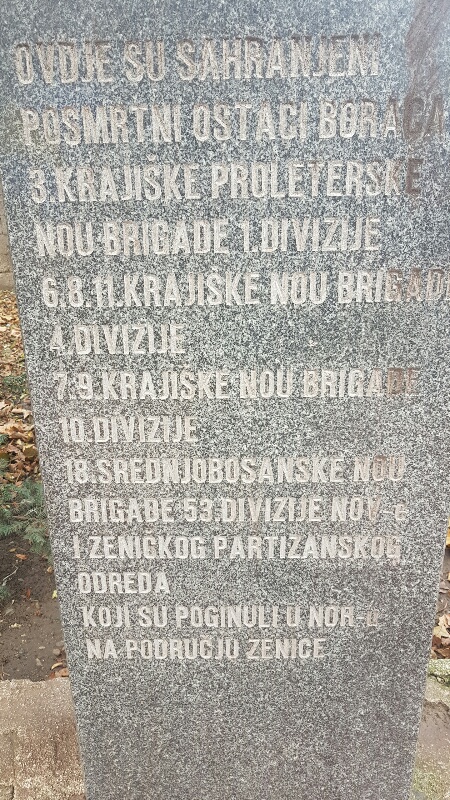 OVDJE SU SAHRANJENI
POSMRTNI OSTACI BORACA
3.KRAJIŠKE PROLETERSKE
NOU BRIGADE 1.DIVIZIJE
6.8.11.KRAJIŠKE NOU BRIGADE
4.DIVIZIJE
7.9.KRAJIŠKE NOU BRIGADE
10.DIVIZIJE
18.SREDNJOBOSANSKE NOU
BRIGADE 53.DIVIZIJE NOV-e
I ZENIČKOG PARTIZANSKOG
ODREDA
KOJI SU POGINULI U NOR-u
NA PODRUČJU ZENICE